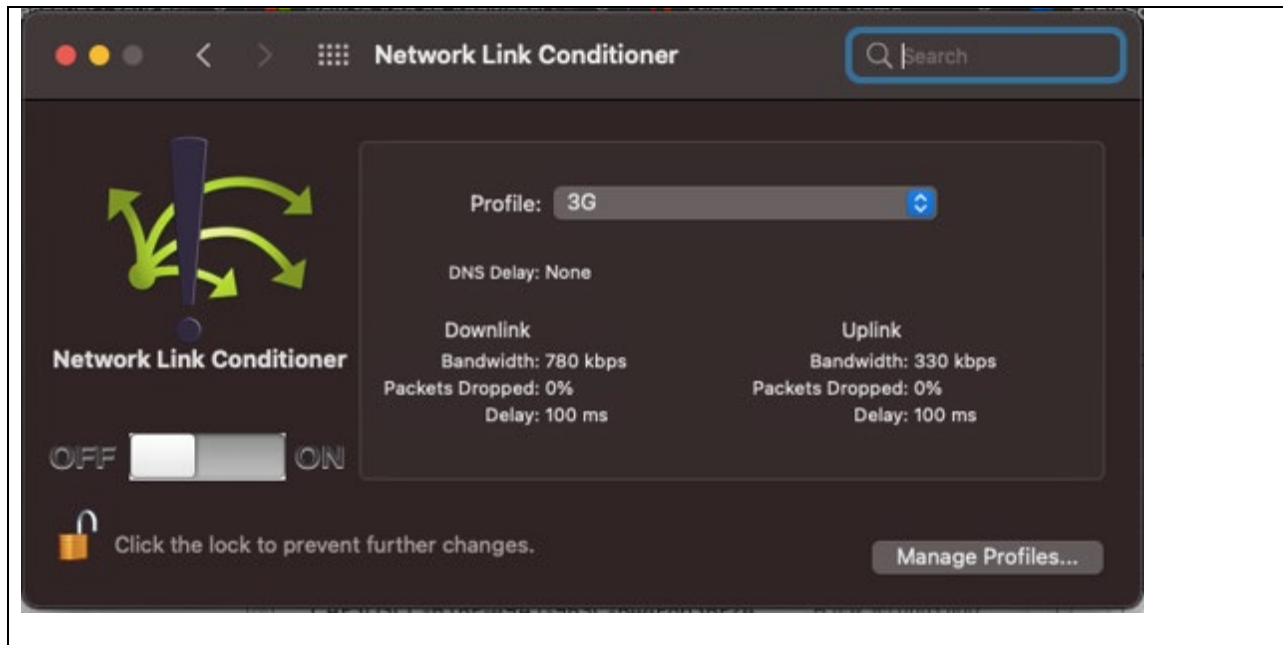 Network Link Conditioner
Search
Profile: 3G
DNS Delay: None
Downlink
Bandwidth: 780 kbps
Packets Dropped: 0%
Delay: 100 ms
Uplink
Bandwidth: 330 kbps
Packets Dropped: 0%
Delay: 100 ms
Network Link Conditioner
OFF ON
Click the lock to prevent further changes.
Manage Profiles...